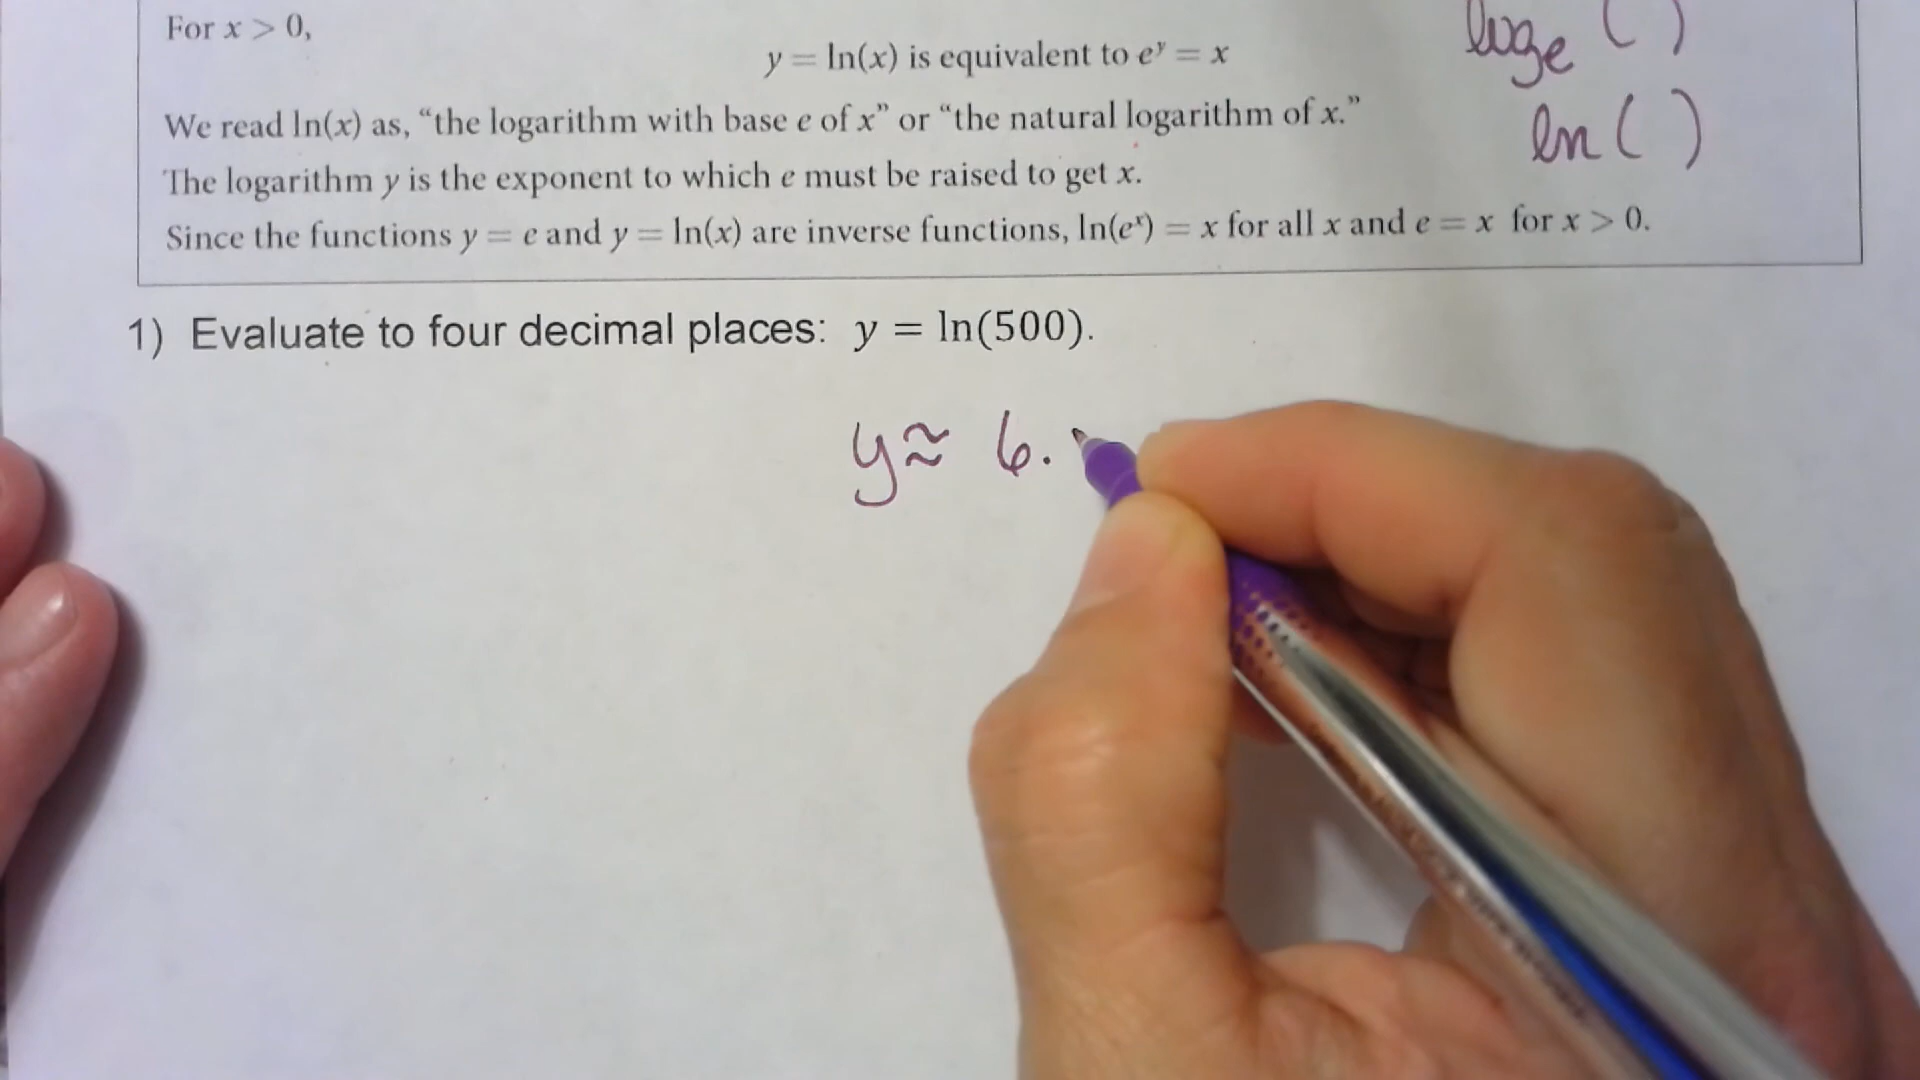 For x > 0,
y = ln(x) is equivalent to eʸ = x
We read ln(x) as, “the logarithm with base e of x” or “the natural logarithm of x.”
The logarithm y is the exponent to which e must be raised to get x.
Since the functions y = e and y = ln(x) are inverse functions, ln(eˣ) = x for all x and e = x for x > 0.
logₑ ( )
ln ( )
1) Evaluate to four decimal places: y = ln(500).
y ≈ 6.